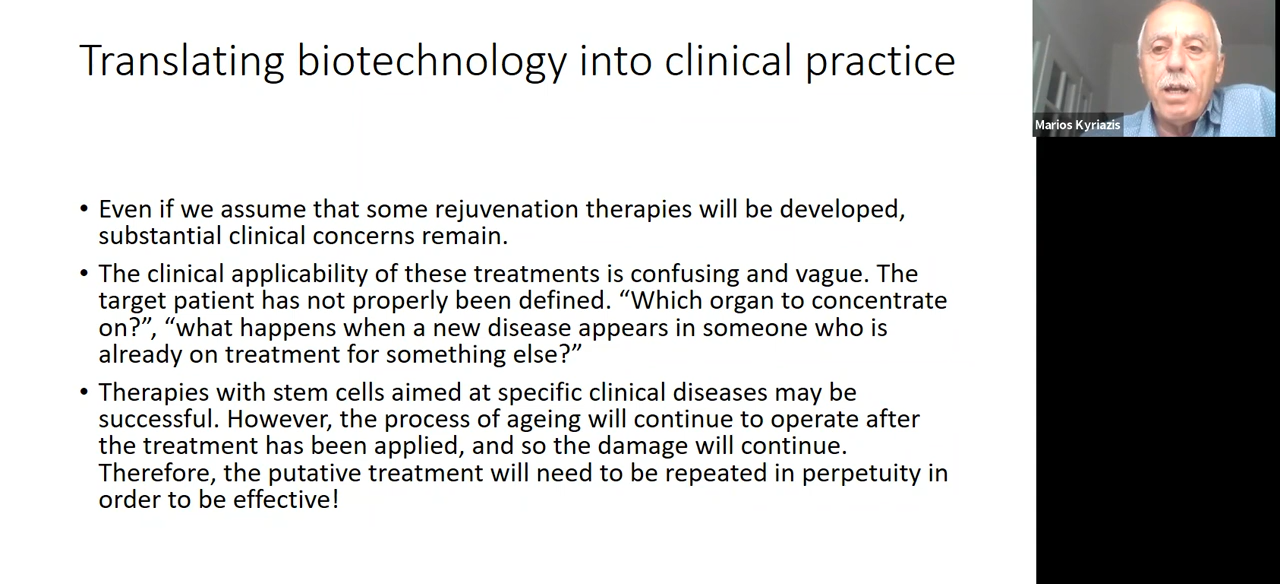 Translating biotechnology into clinical practice
Marios Kyriazis
• Even if we assume that some rejuvenation therapies will be developed,
substantial clinical concerns remain.
• The clinical applicability of these treatments is confusing and vague. The
target patient has not properly been defined. “Which organ to concentrate
on?”, “what happens when a new disease appears in someone who is
already on treatment for something else?”
• Therapies with stem cells aimed at specific clinical diseases may be
successful. However, the process of ageing will continue to operate after
the treatment has been applied, and so the damage will continue.
Therefore, the putative treatment will need to be repeated in perpetuity in
order to be effective!